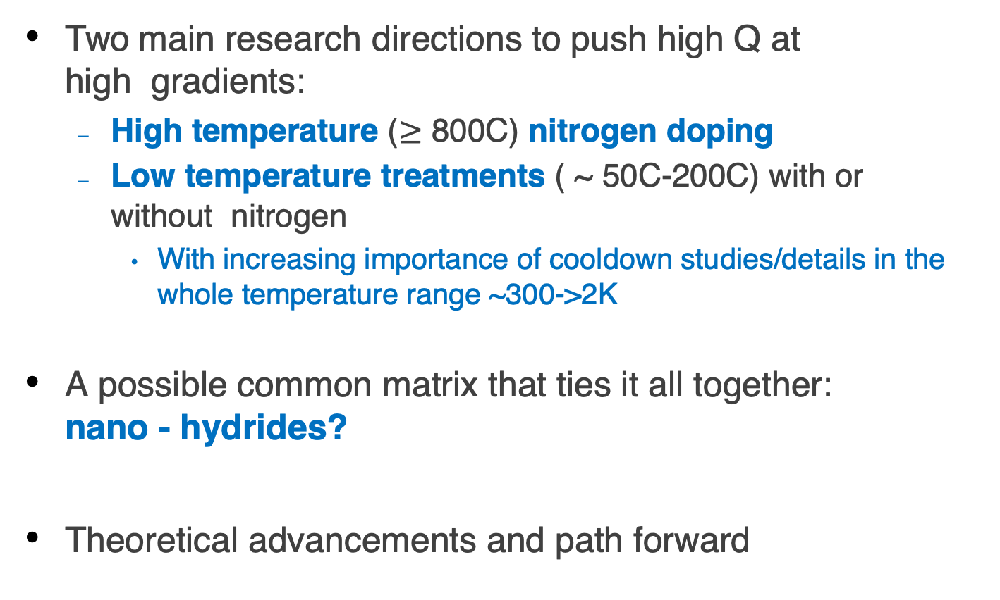 • Two main research directions to push high Q at
high gradients:
– High temperature (≥ 800C) nitrogen doping
– Low temperature treatments ( ~ 50C-200C) with or
without nitrogen
• With increasing importance of cooldown studies/details in the
whole temperature range ~300->2K
• A possible common matrix that ties it all together:
nano - hydrides?
• Theoretical advancements and path forward